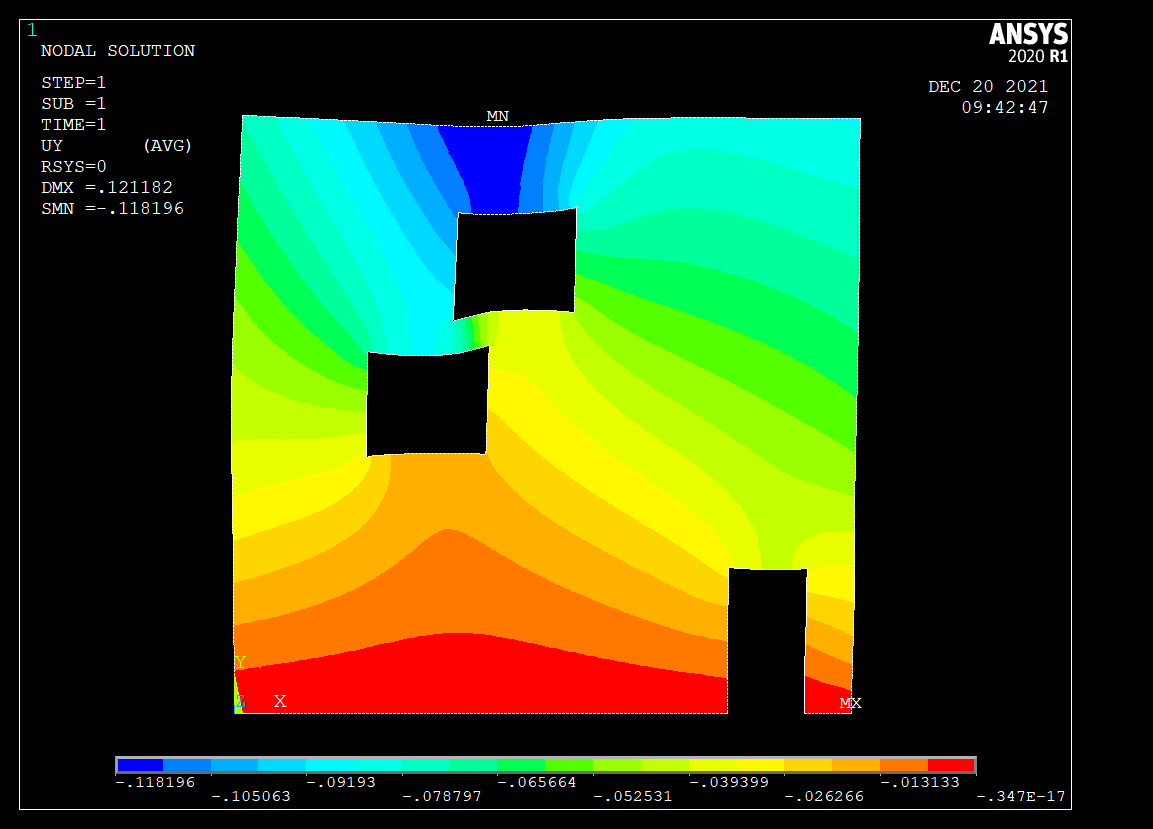 1
ANSYS
2020 R1
NODAL SOLUTION
STEP=1
SUB =1
TIME=1
UY (AVG)
RSYS=0
DMX =.121182
SMN =-.118196
DEC 20 2021
09:42:47
MN
Y
Z X
MX
-.118196 -.09193 -.065664 -.039399 -.013133
-.105063 -.078797 -.052531 -.026266 -.347E-17